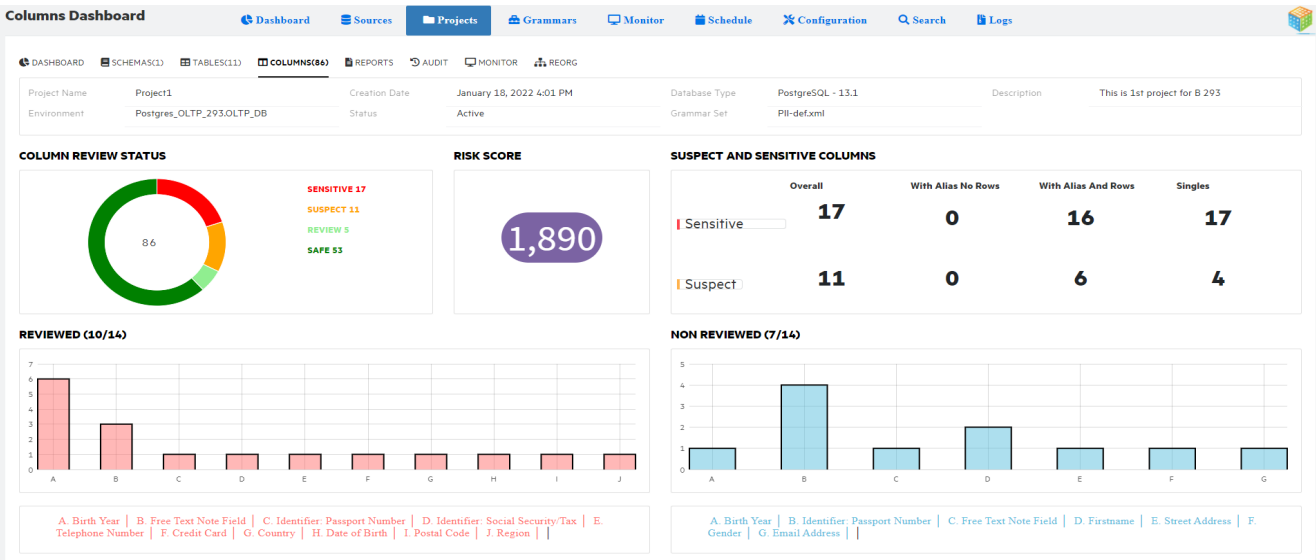 Columns Dashboard
Dashboard Sources Projects Grammars Monitor Schedule Configuration Search Logs
DASHBOARD SCHEMAS(1) TABLES(11) COLUMNS(86) REPORTS AUDIT MONITOR REORG
Project Name Project1 Creation Date January 18, 2022 4:01 PM Database Type PostgreSQL - 13.1 Description This is 1st project for B 293
Environment Postgres_OLTP_293.OLTP_DB Status Active Grammar Set PII-def.xml
COLUMN REVIEW STATUS RISK SCORE SUSPECT AND SENSITIVE COLUMNS
SENSITIVE 17
SUSPECT 11
REVIEW 5
SAFE 53
86
1,890
Overall With Alias No Rows With Alias And Rows Singles
Sensitive 17 0 16 17
Suspect 11 0 6 4
REVIEWED (10/14)
7
6
5
4
3
2
1
0
A B C D E F G H I J
A. Birth Year | B. Free Text Note Field | C. Identifier: Passport Number | D. Identifier: Social Security/Tax | E.
Telephone Number | F. Credit Card | G. Country | H. Date of Birth | I. Postal Code | J. Region | |
NON REVIEWED (7/14)
5
4
3
2
1
0
A B C D E F G
A. Birth Year | B. Identifier: Passport Number | C. Free Text Note Field | D. Firstname | E. Street Address | F.
Gender | G. Email Address | |